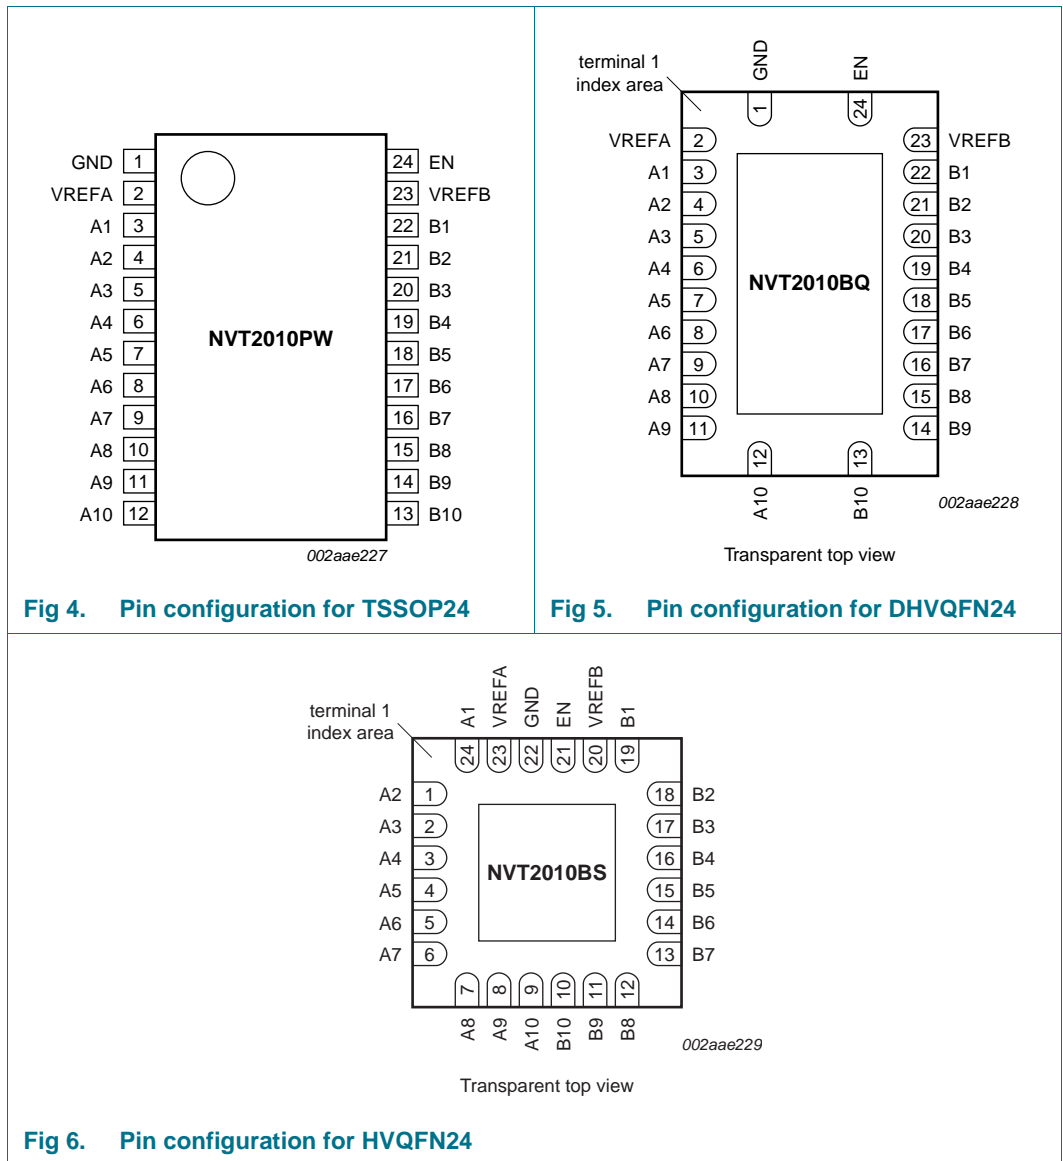 GND 1
VREFA 2
A1 3
A2 4
A3 5
A4 6
A5 7
A6 8
A7 9
A8 10
A9 11
A10 12
NVT2010PW
24 EN
23 VREFB
22 B1
21 B2
20 B3
19 B4
18 B5
17 B6
16 B7
15 B8
14 B9
13 B10
002aae227
Fig 4. Pin configuration for TSSOP24
terminal 1
index area
GND
EN
1
24
VREFA 2
A1 3
A2 4
A3 5
A4 6
A5 7
A6 8
A7 9
A8 10
A9 11
NVT2010BQ
23 VREFB
22 B1
21 B2
20 B3
19 B4
18 B5
17 B6
16 B7
15 B8
14 B9
12
13
A10
B10
002aae228
Transparent top view
Fig 5. Pin configuration for DHVQFN24
terminal 1
index area
A1
VREFA
GND
EN
VREFB
B1
24
23
22
21
20
19
A2 1
A3 2
A4 3
A5 4
A6 5
A7 6
NVT2010BS
18 B2
17 B3
16 B4
15 B5
14 B6
13 B7
7
8
9
10
11
12
A8
A9
A10
B10
B9
B8
002aae229
Transparent top view
Fig 6. Pin configuration for HVQFN24